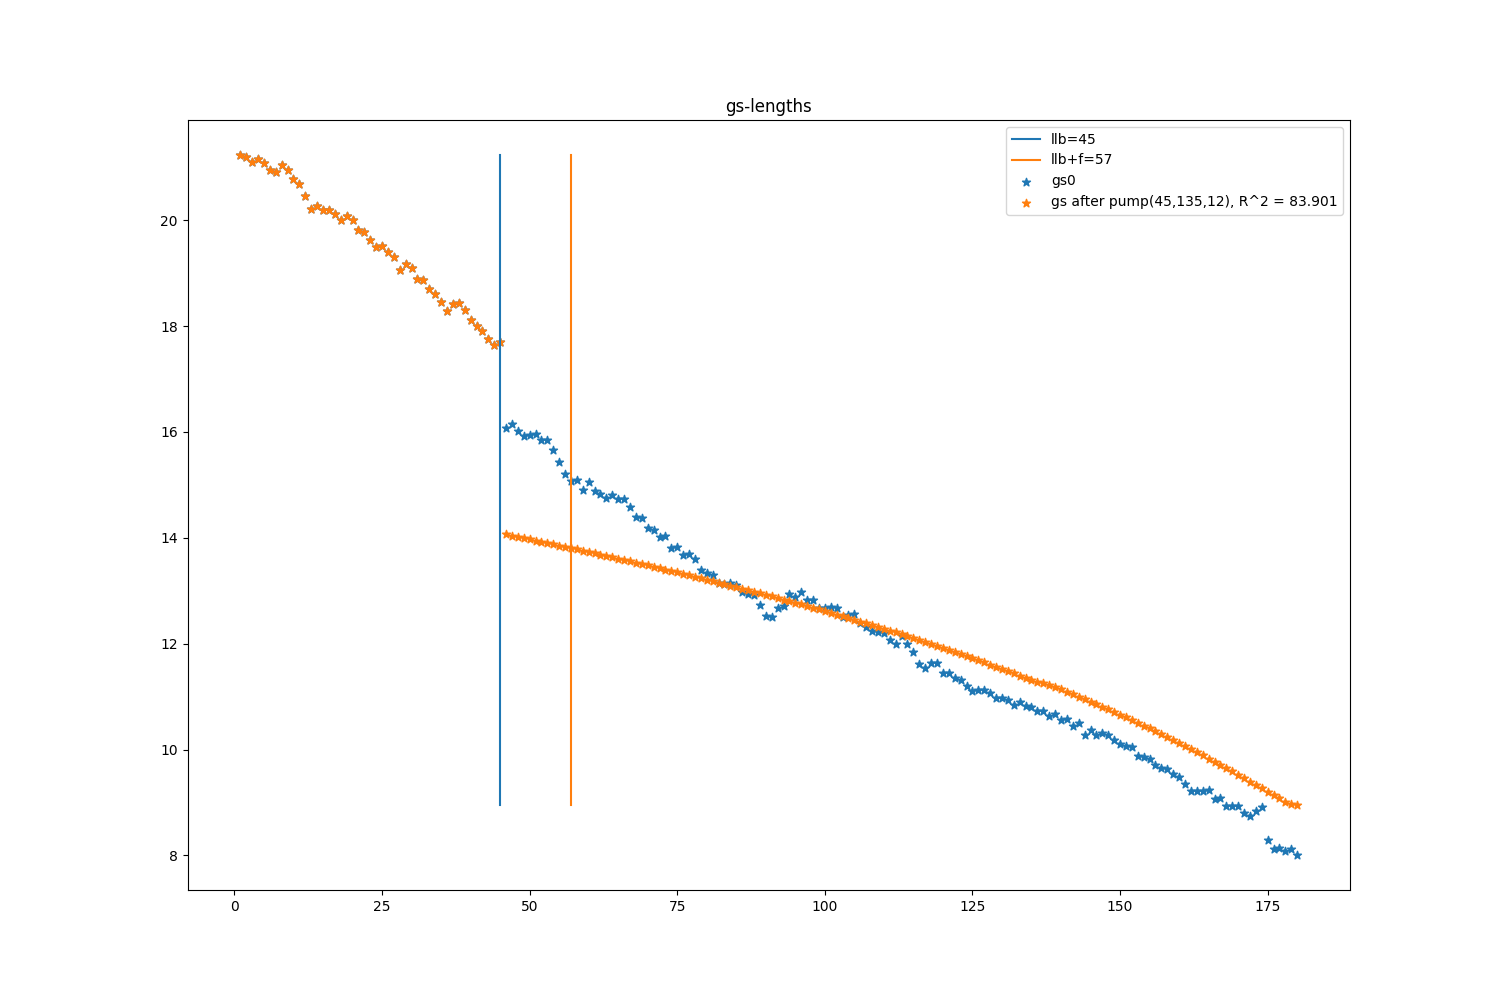 gs-lengths
llb=45
llb+f=57
gs0
gs after pump(45,135,12), R^2 = 83.901
20
18
16
14
12
10
8
0 25 50 75 100 125 150 175